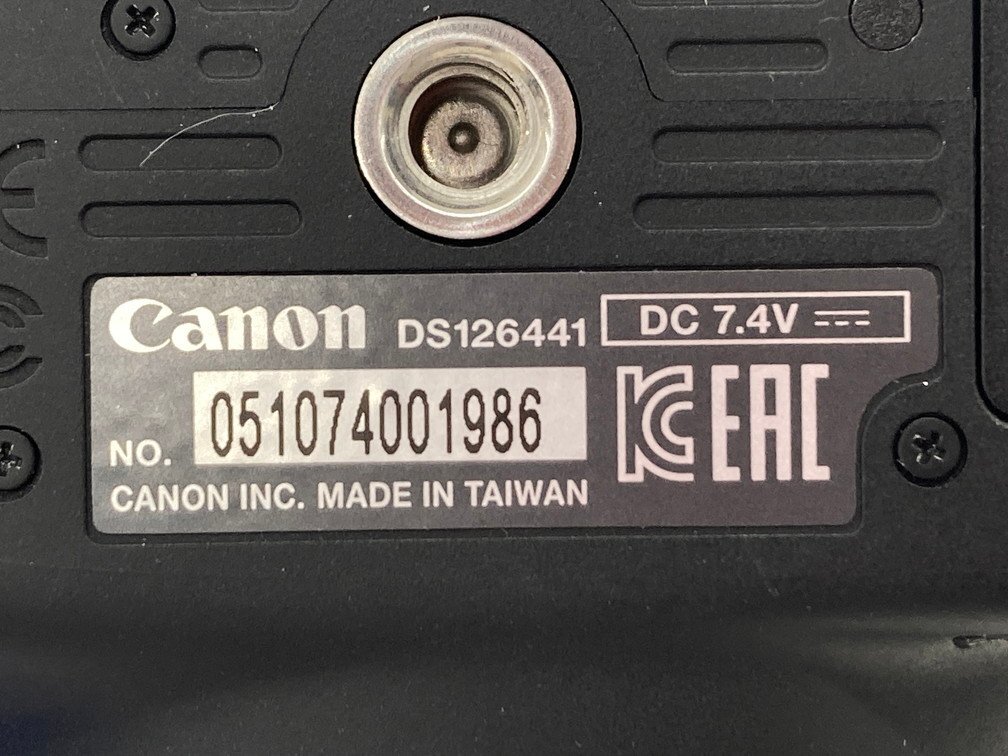 Canon DS126441 DC 7.4V
NO. 051074001986
CANON INC. MADE IN TAIWAN
EAC